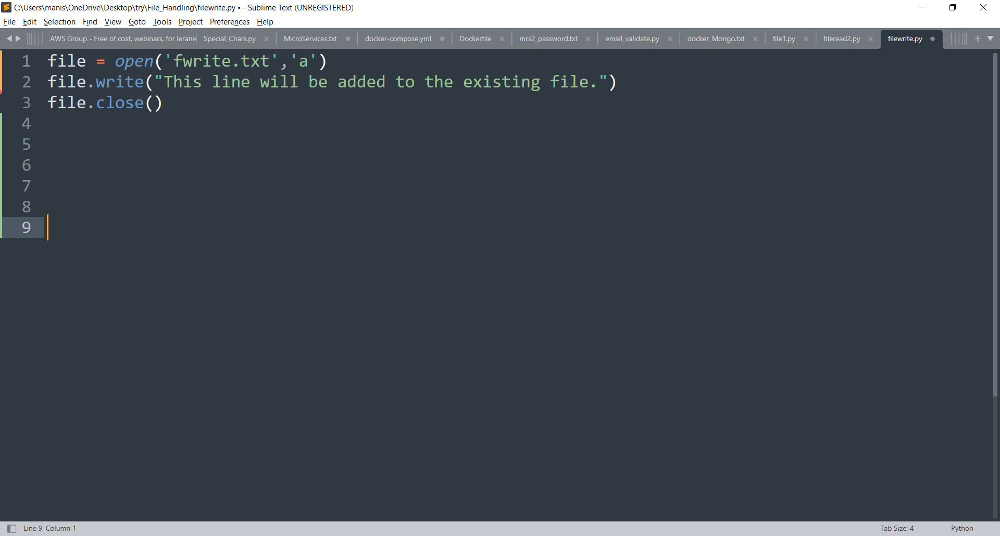 C:\Users\manis\OneDrive\Desktop\try\File_Handling\filewrite.py • - Sublime Text (UNREGISTERED)
File Edit Selection Find View Goto Tools Project Preferences Help
AWS Group - Free of cost, webinars, for lerane Special_Chars.py MicroServices.txt docker-compose.yml Dockerfile mrs2_password.txt email_validate.py docker_Mongo.txt file1.py fileread2.py filewrite.py
1 file = open('fwrite.txt','a')
2 file.write("This line will be added to the existing file.")
3 file.close()
4
5
6
7
8
9
Line 9, Column 1 Tab Size: 4 Python